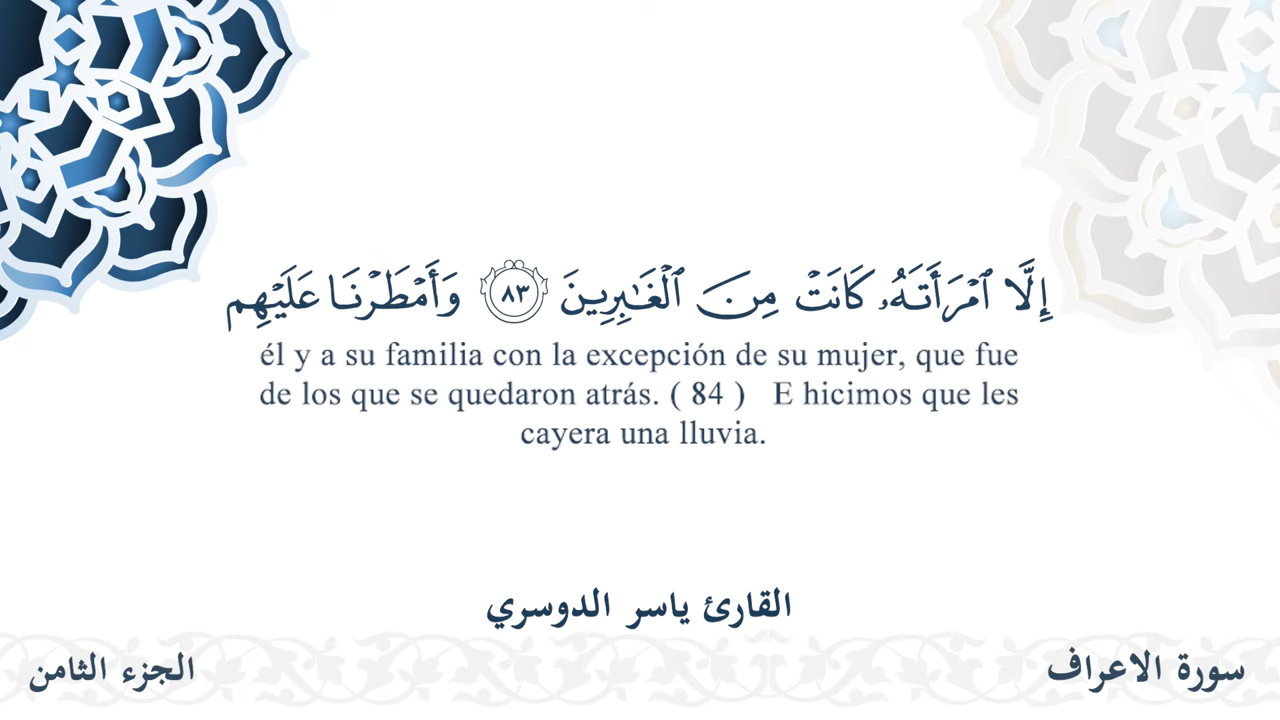 إِلَّا ٱمْرَأَتَهُۥ كَانَتْ مِنَ ٱلْغَٰبِرِينَ ٨٣ وَأَمْطَرْنَا عَلَيْهِم
él y a su familia con la excepción de su mujer, que fue
de los que se quedaron atrás. ( 84 ) E hicimos que les
cayera una lluvia.
القارئ ياسر الدوسري
سورة الاعراف
الجزء الثامن